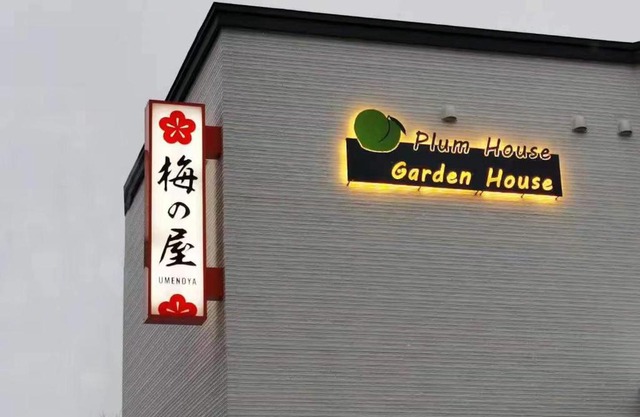 梅の屋
UMENOYA
Plum House
Garden House